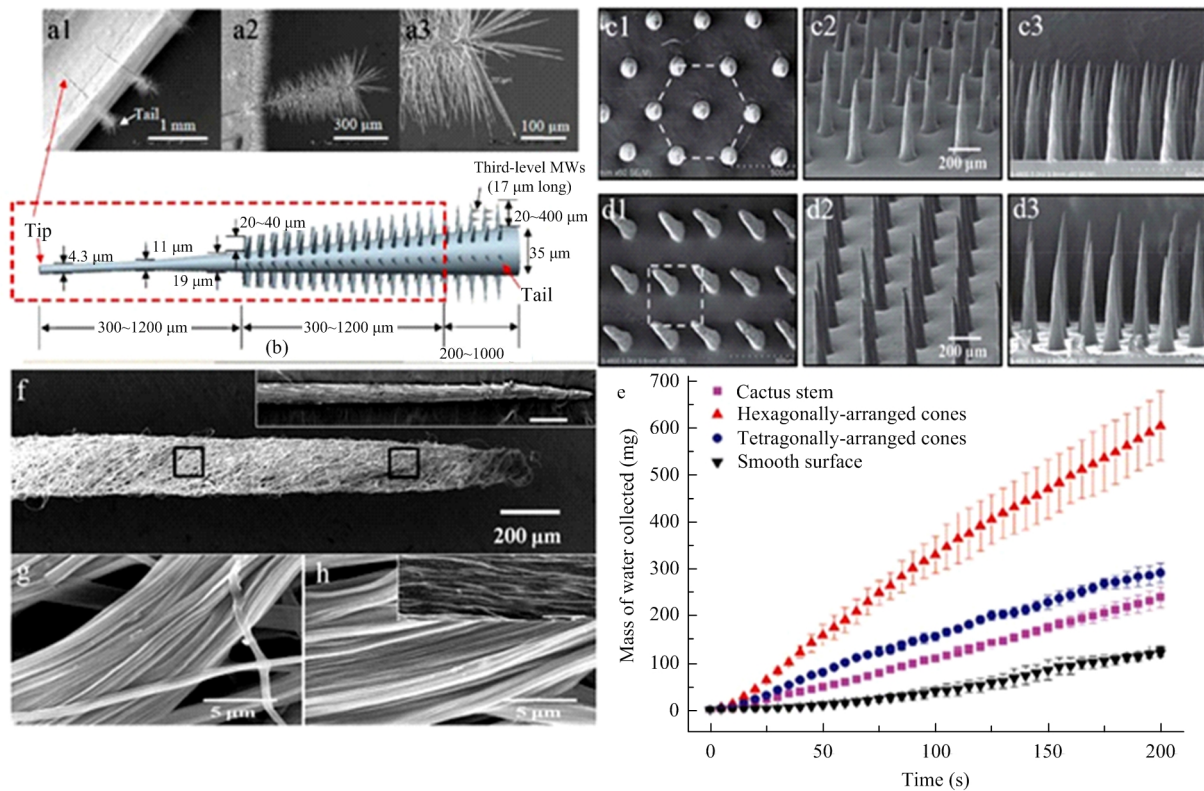 a1
a2
a3
Tail
1 mm
300 µm
100 µm
Third-level MWs
(17 µm long)
20~40 µm
20~400 µm
Tip
4.3 µm
11 µm
19 µm
35 µm
Tail
300~1200 µm
300~1200 µm
200~1000
(b)
c1
c2
c3
500µm
200 µm
d1
d2
d3
200 µm
f
200 µm
g
5 µm
h
5 µm
e
Cactus stem
Hexagonally-arranged cones
Tetragonally-arranged cones
Smooth surface
Mass of water collected (mg)
700
600
500
400
300
200
100
0
0
50
100
150
200
Time (s)